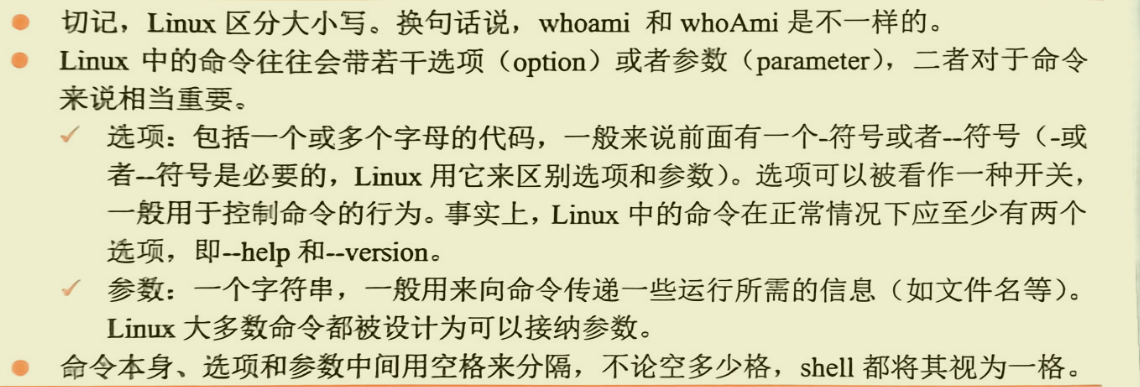 切记，Linux 区分大小写。换句话说，whoami 和 whoAmi 是不一样的。
Linux 中的命令往往会带若干选项（option）或者参数（parameter），二者对于命令
来说相当重要。
选项：包括一个或多个字母的代码，一般来说前面有一个-符号或者--符号（-或
者--符号是必要的，Linux 用它来区别选项和参数）。选项可以被看作一种开关，
一般用于控制命令的行为。事实上，Linux 中的命令在正常情况下应至少有两个
选项，即--help 和--version。
参数：一个字符串，一般用来向命令传递一些运行所需的信息（如文件名等）。
Linux 大多数命令都被设计为可以接纳参数。
命令本身、选项和参数中间用空格来分隔，不论空多少格，shell 都将其视为一格。